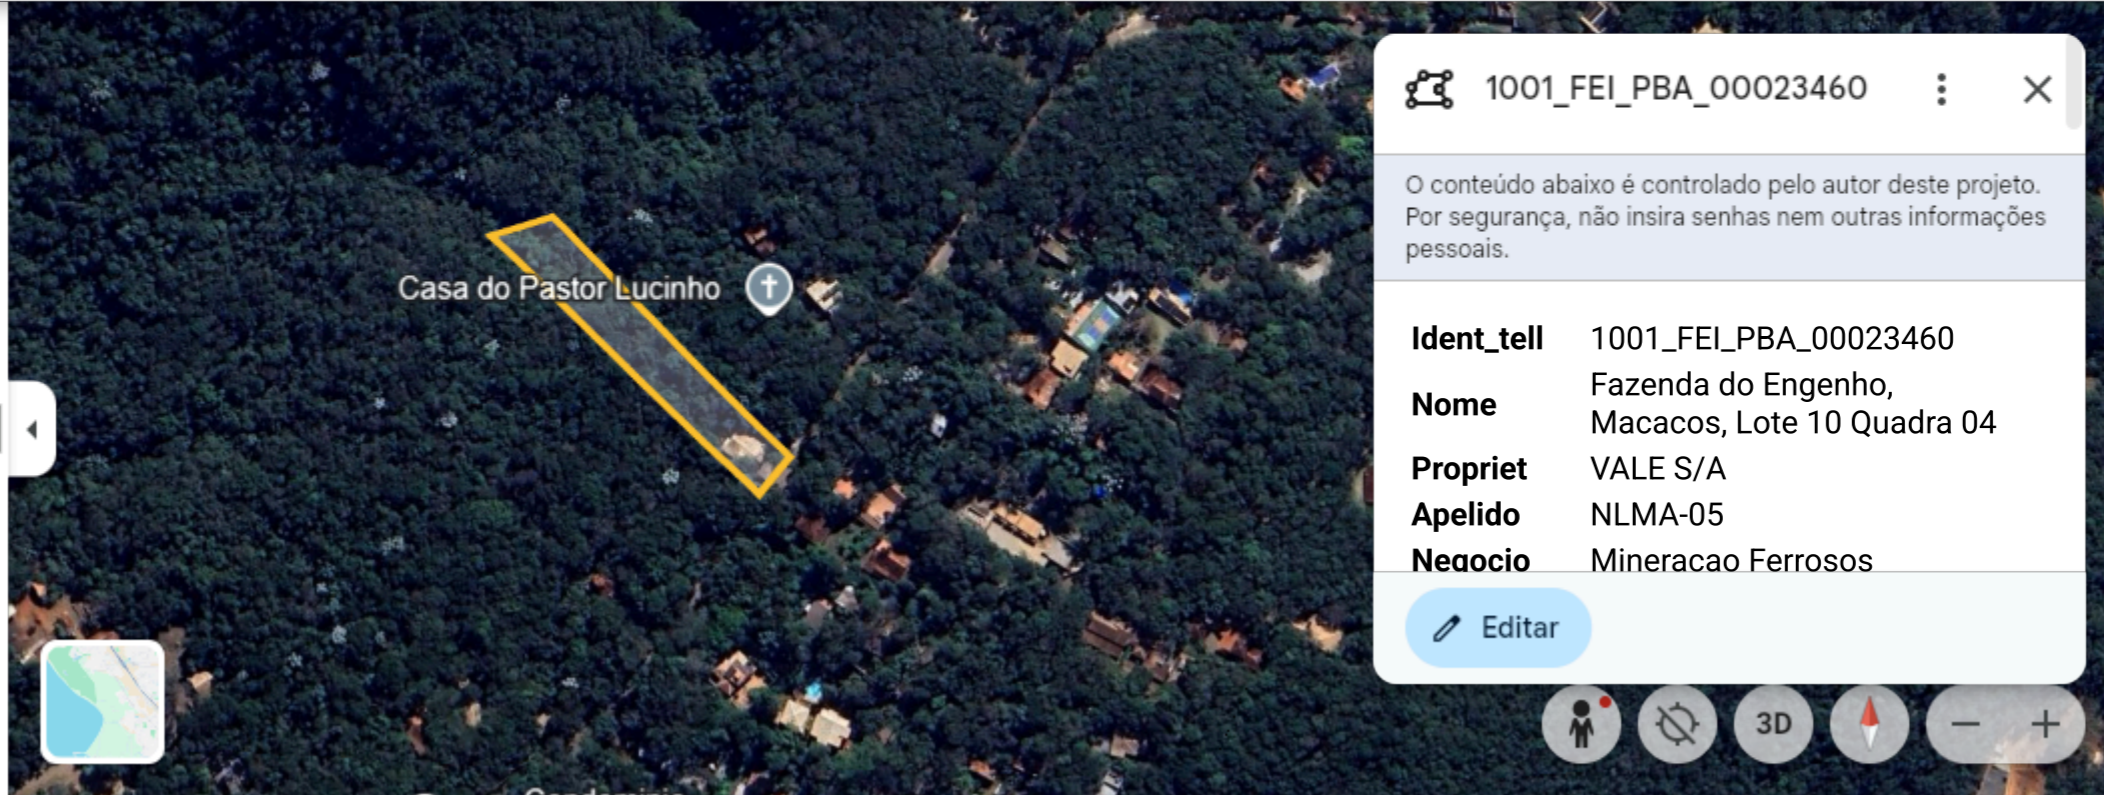 1001_FEI_PBA_00023460
O conteúdo abaixo é controlado pelo autor deste projeto.
Por segurança, não insira senhas nem outras informações
pessoais.
Casa do Pastor Lucinho
Ident_tell 1001_FEI_PBA_00023460
Nome Fazenda do Engenho,
Macacos, Lote 10 Quadra 04
Propriet VALE S/A
Apelido NLMA-05
Negocio Mineracao Ferrosos
Editar
3D